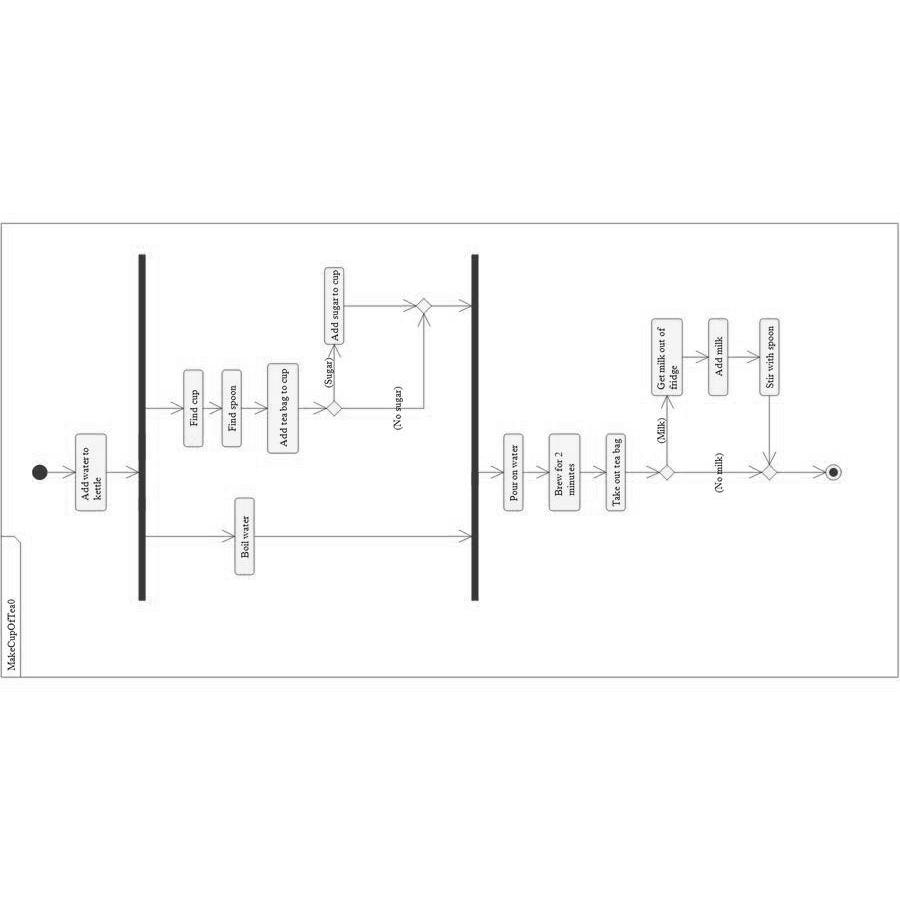 MakeCupOfTea0
Add water to
kettle
Boil water
Find cup
Find spoon
Add tea bag to cup
(Sugar)
Add sugar to cup
(No sugar)
Pour on water
Brew for 2
minutes
Take out tea bag
(Milk)
Get milk out of
fridge
Add milk
Stir with spoon
(No milk)